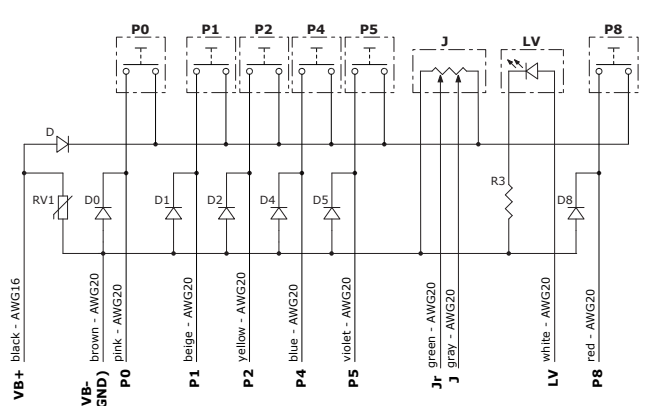 P0
P1
P2
P4
P5
J
LV
P8
D
R3
RV1
D0
D1
D2
D4
D5
D8
black - AWG16
brown - AWG20
pink - AWG20
beige - AWG20
yellow - AWG20
blue - AWG20
violet - AWG20
green - AWG20
gray - AWG20
white - AWG20
red - AWG20
VB+
VB-
GND)
P0
P1
P2
P4
P5
Jr
J
LV
P8